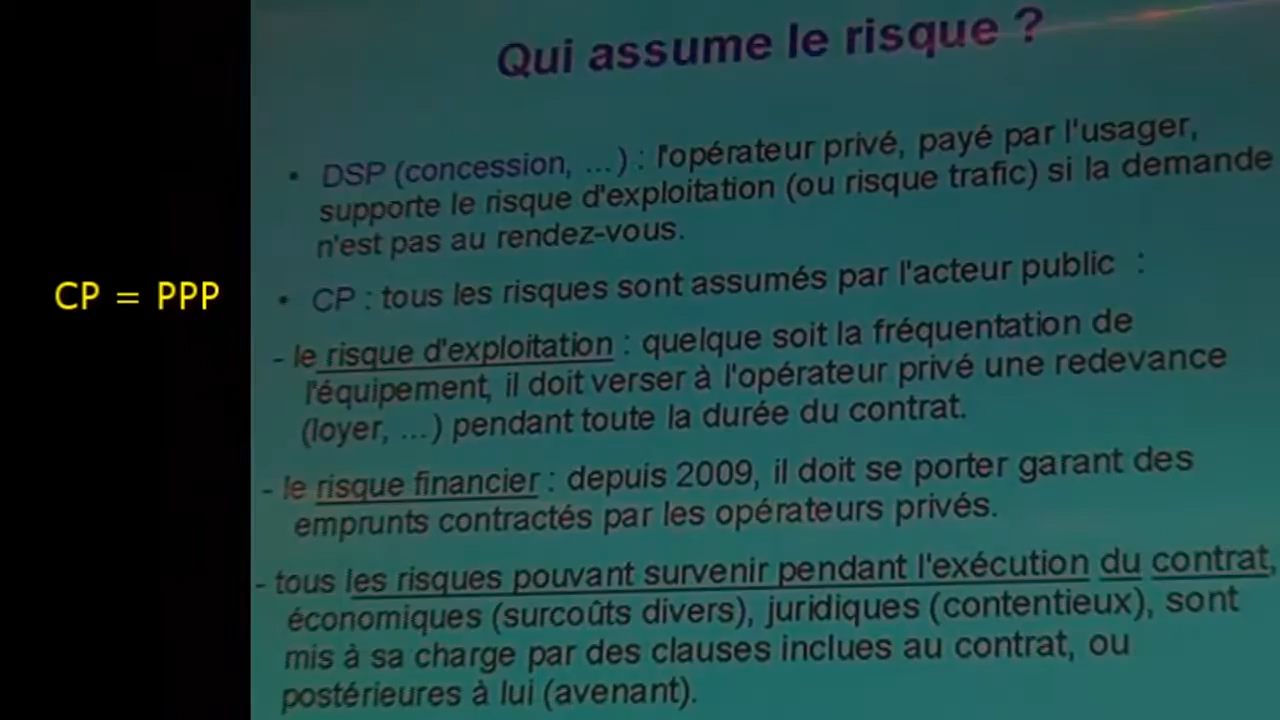 Qui assume le risque ?
• DSP (concession, ...) : l'opérateur privé, payé par l'usager,
supporte le risque d'exploitation (ou risque trafic) si la demande
n'est pas au rendez-vous.
CP = PPP
• CP : tous les risques sont assumés par l'acteur public :
- le risque d'exploitation : quelque soit la fréquentation de
l'équipement, il doit verser à l'opérateur privé une redevance
(loyer, ...) pendant toute la durée du contrat.
- le risque financier : depuis 2009, il doit se porter garant des
emprunts contractés par les opérateurs privés.
- tous les risques pouvant survenir pendant l'exécution du contrat,
économiques (surcoûts divers), juridiques (contentieux), sont
mis à sa charge par des clauses inclues au contrat, ou
postérieures à lui (avenant).